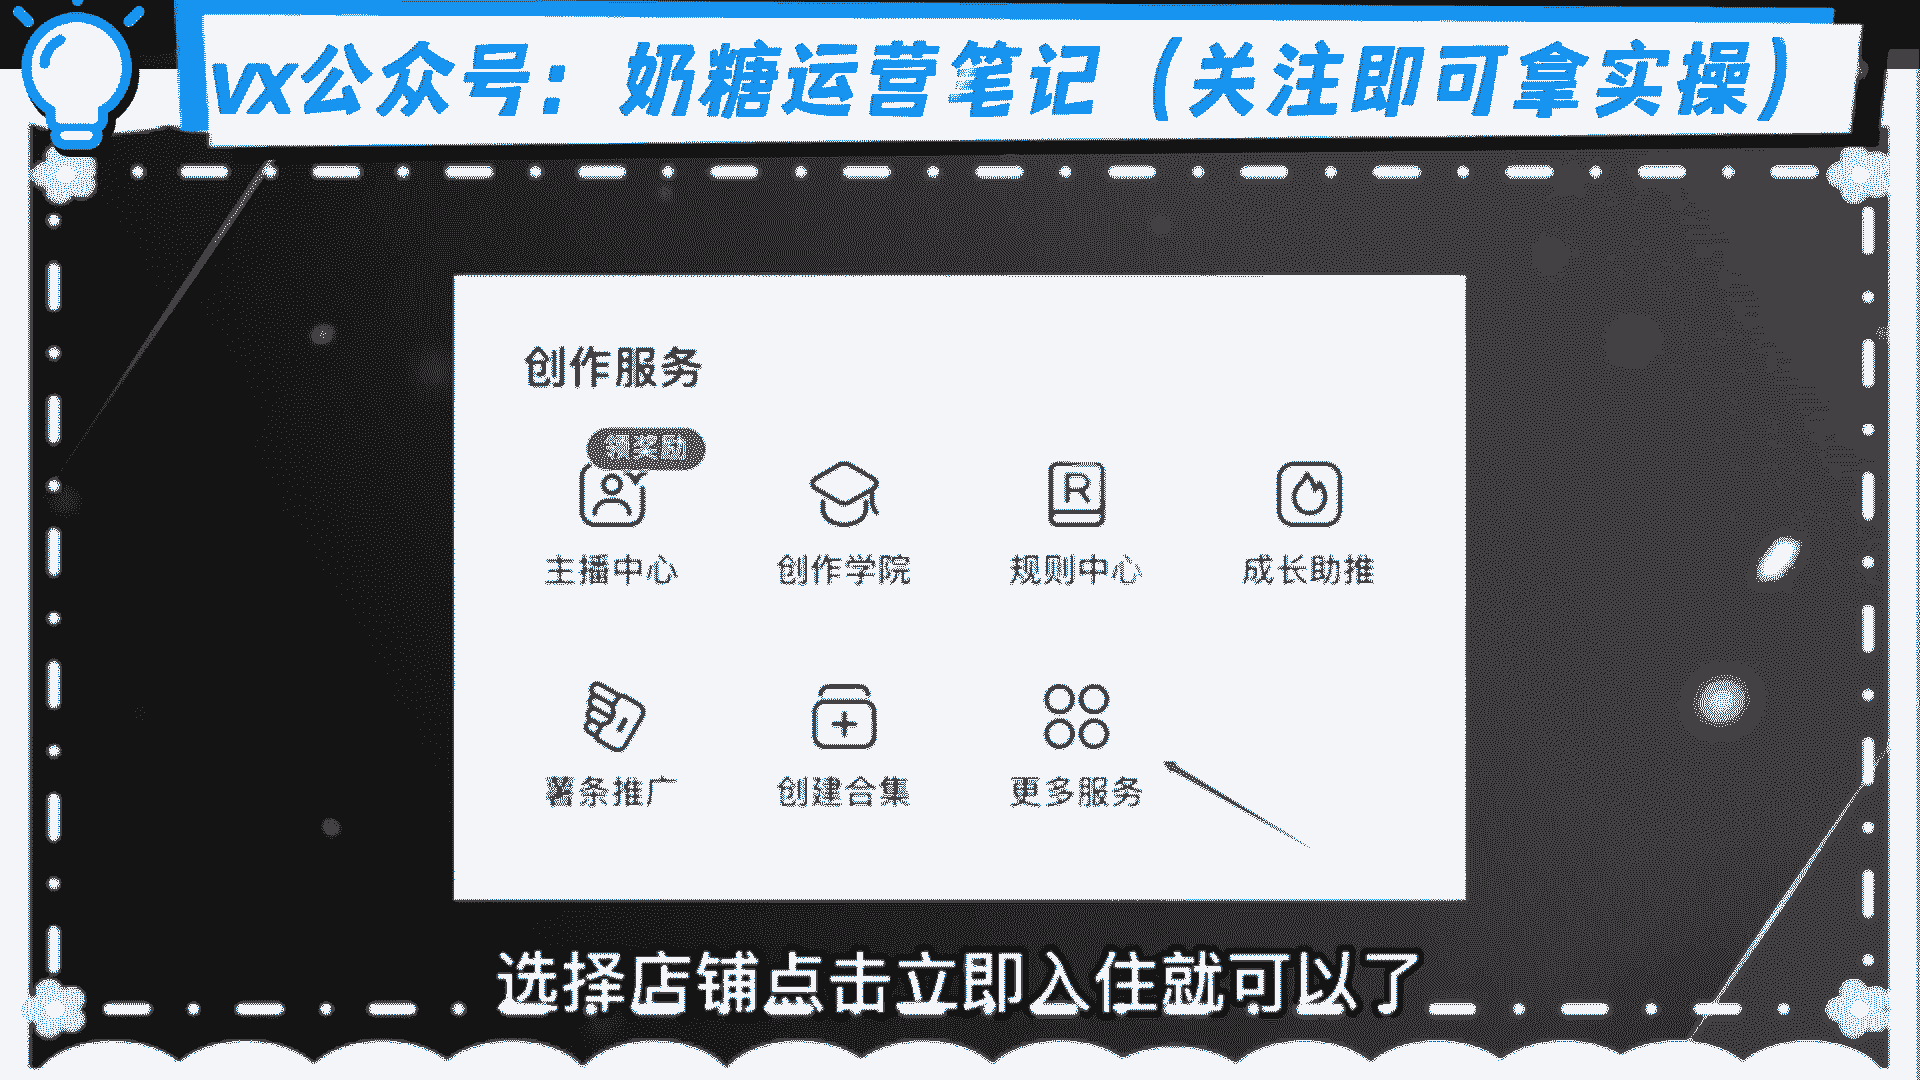 vx公众号：奶糖运营笔记（关注即可拿实操）
创作服务
领奖励
主播中心 创作学院 规则中心 成长助推
R
薯条推广 创建合集 更多服务
选择店铺点击立即入住就可以了